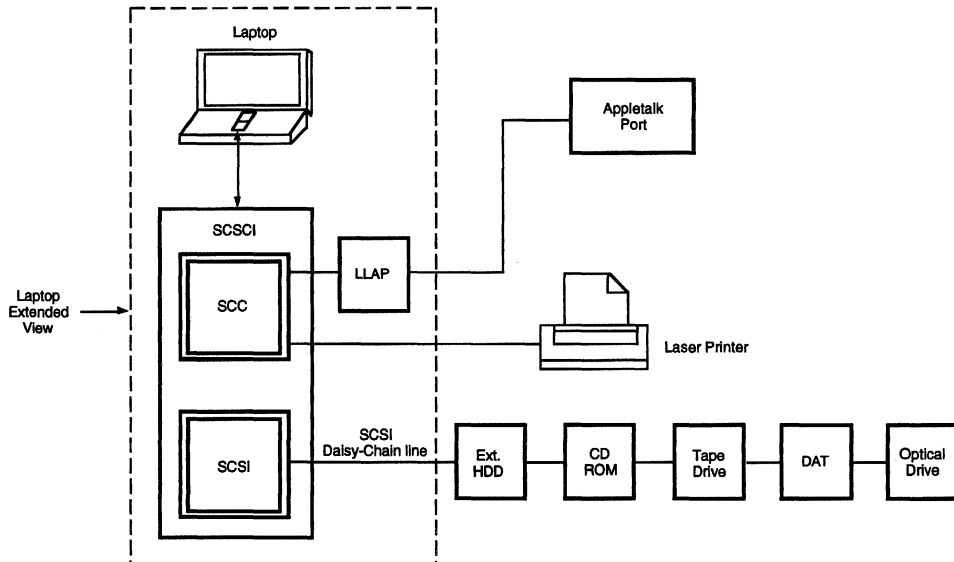 Laptop
Appletalk
Port
SCSCI
LLAP
SCC
Laptop
Extended
View
Laser Printer
SCSI
Daisy-Chain line
SCSI
Ext.
HDD
CD
ROM
Tape
Drive
DAT
Optical
Drive